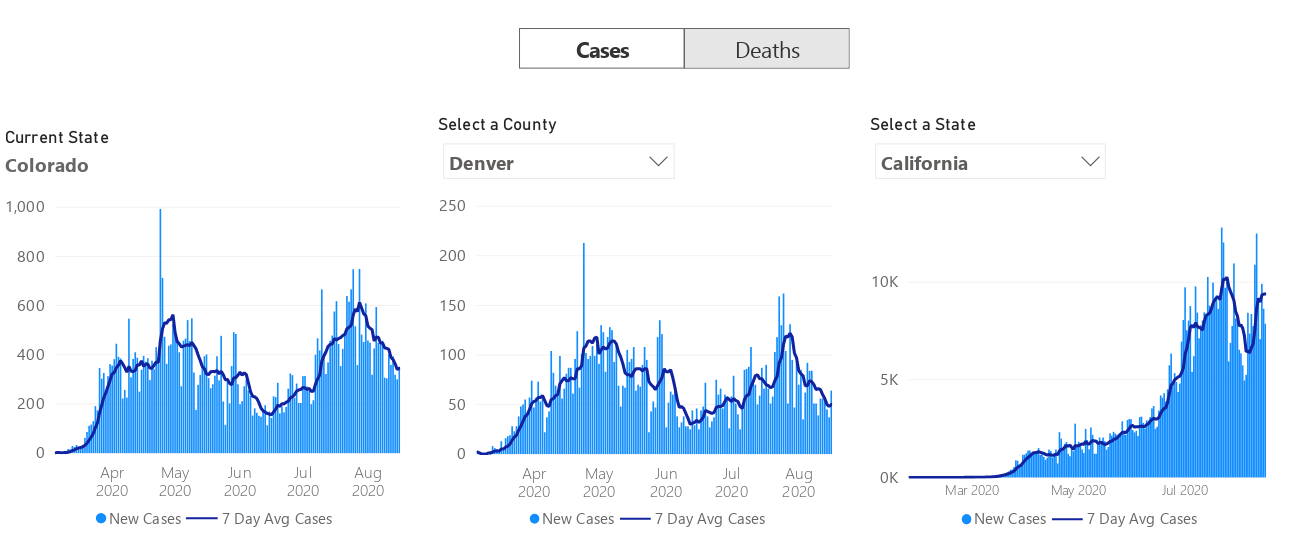 Cases Deaths
Current State
Colorado
Select a County
Denver
Select a State
California
1,000
800
600
400
200
0
Apr 2020
May 2020
Jun 2020
Jul 2020
Aug 2020
New Cases 7 Day Avg Cases
250
200
150
100
50
0
Apr 2020
May 2020
Jun 2020
Jul 2020
Aug 2020
New Cases 7 Day Avg Cases
10K
5K
0K
Mar 2020 May 2020 Jul 2020
New Cases 7 Day Avg Cases